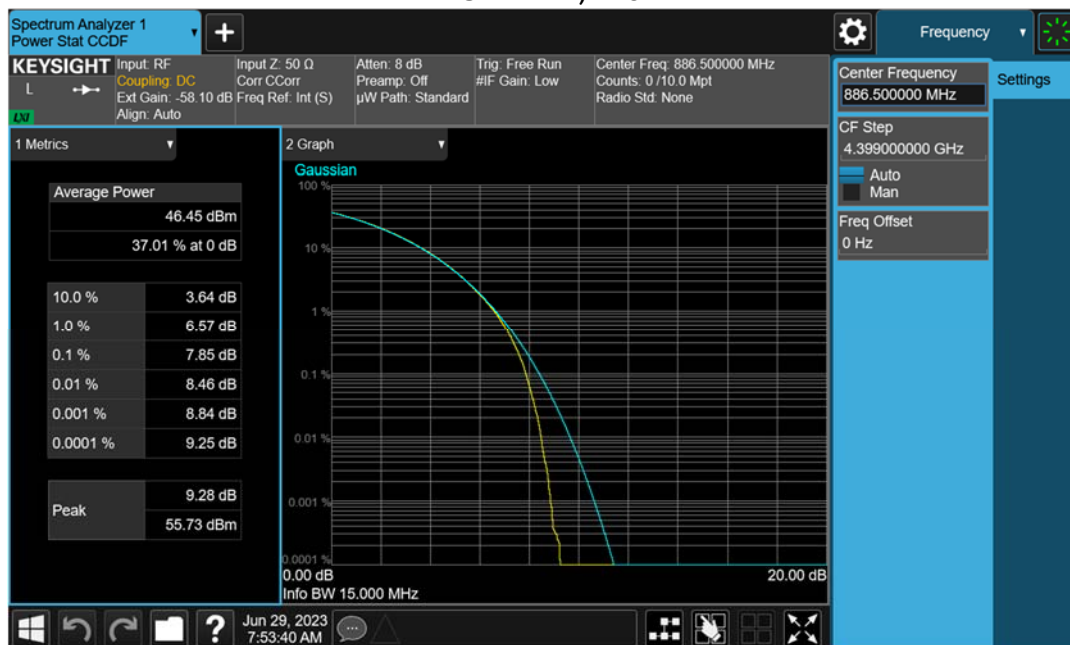 Spectrum Analyzer 1
Power Stat CCDF
Frequency
KEYSIGHT
L
LXI
Input: RF
Coupling: DC
Ext Gain: -58.10 dB
Align: Auto
Input Z: 50 Ω
Corr CCorr
Freq Ref: Int (S)
Atten: 8 dB
Preamp: Off
µW Path: Standard
Trig: Free Run
#IF Gain: Low
Center Freq: 886.500000 MHz
Counts: 0 /10.0 Mpt
Radio Std: None
Center Frequency
886.500000 MHz
Settings
CF Step
4.399000000 GHz
Auto
Man
Freq Offset
0 Hz
1 Metrics
Average Power
46.45 dBm
37.01 % at 0 dB
10.0 % 3.64 dB
1.0 % 6.57 dB
0.1 % 7.85 dB
0.01 % 8.46 dB
0.001 % 8.84 dB
0.0001 % 9.25 dB
Peak
9.28 dB
55.73 dBm
2 Graph
Gaussian
100 %
10 %
1 %
0.1 %
0.01 %
0.001 %
0.0001 %
0.00 dB 20.00 dB
Info BW 15.000 MHz
?
Jun 29, 2023
7:53:40 AM